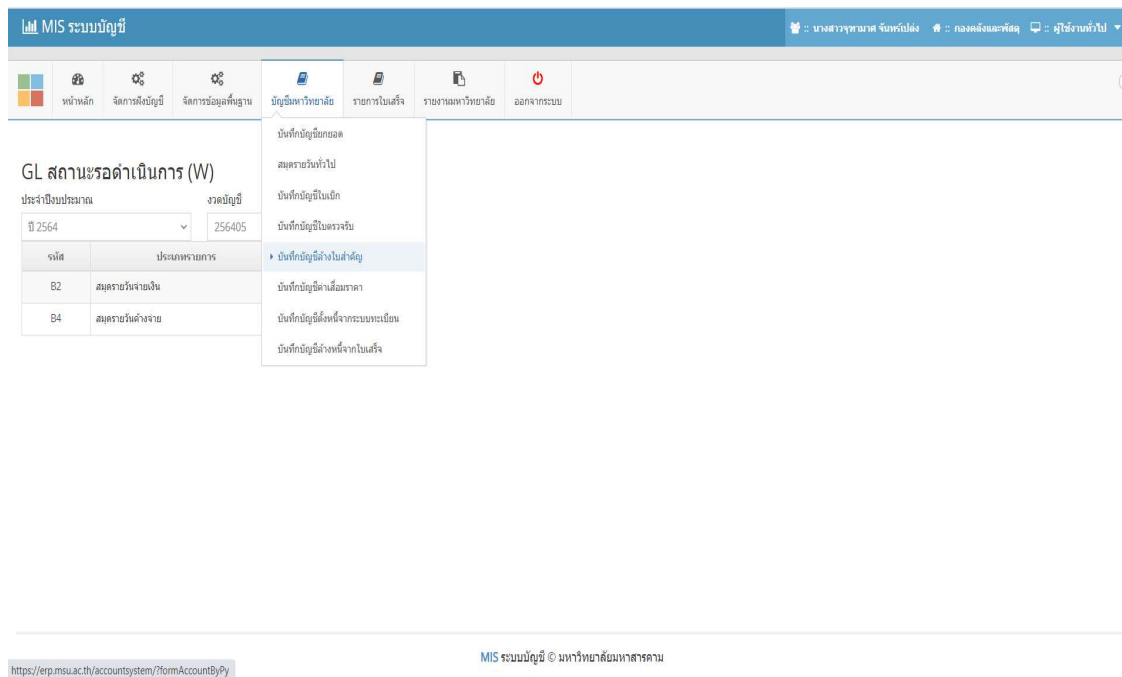 MIS ระบบบัญชี
:: นางสาวจุฑามาศ จันทร์เปล่ง :: กองคลังและพัสดุ :: ผู้ใช้งานทั่วไป
หน้าหลัก จัดการผังบัญชี จัดการข้อมูลพื้นฐาน บัญชีมหาวิทยาลัย รายการใบเสร็จ รายงานมหาวิทยาลัย ออกจากระบบ
บันทึกบัญชียกยอด
สมุดรายวันทั่วไป
บันทึกบัญชีใบเบิก
บันทึกบัญชีใบตรวจรับ
บันทึกบัญชีล้างใบสำคัญ
บันทึกบัญชีค่าเสื่อมราคา
บันทึกบัญชีตั้งหนี้จากระบบทะเบียน
บันทึกบัญชีล้างหนี้จากใบเสร็จ
GL สถานะรอดำเนินการ (W)
ประจำปีงบประมาณ งวดบัญชี
ปี 2564 256405
รหัส ประเภทรายการ
B2 สมุดรายวันจ่ายเงิน
B4 สมุดรายวันค้างจ่าย
MIS ระบบบัญชี © มหาวิทยาลัยมหาสารคาม
https://erp.msu.ac.th/accountsystem/?formAccountByPy